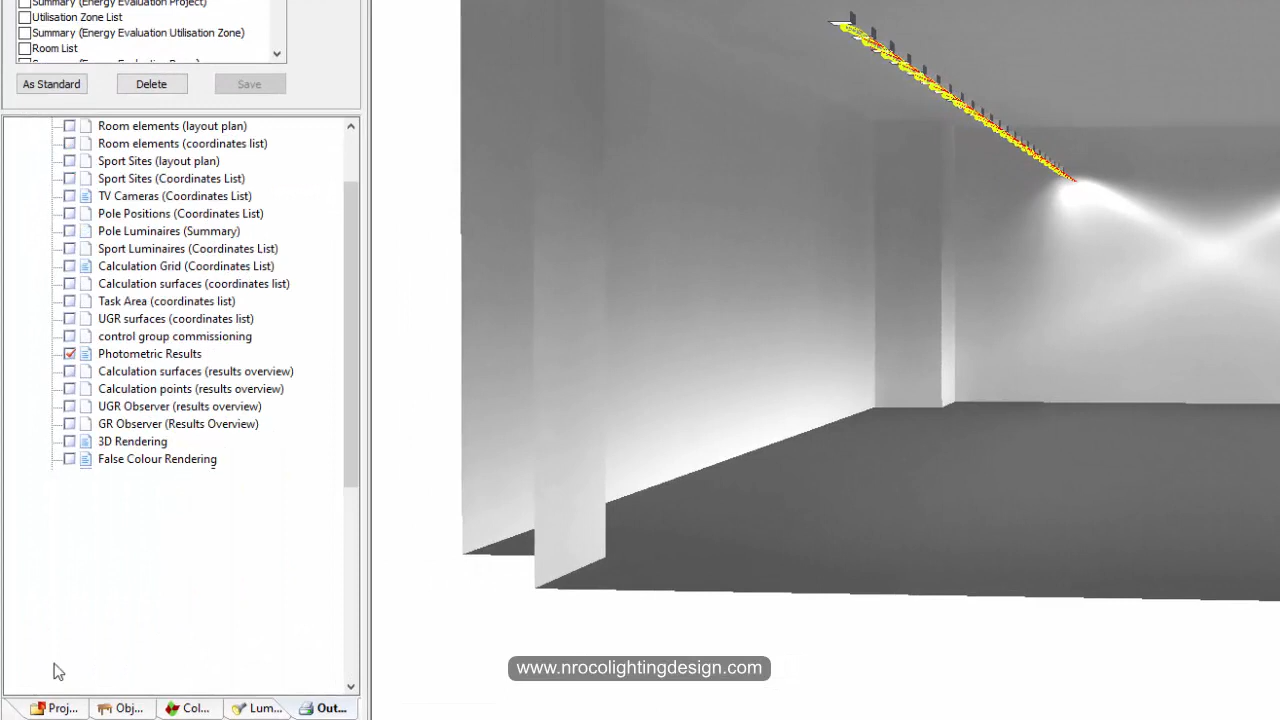 Summary (Energy Evaluation Project)
Utilisation Zone List
Summary (Energy Evaluation Utilisation Zone)
Room List
As Standard Delete Save
Room elements (layout plan)
Room elements (coordinates list)
Sport Sites (layout plan)
Sport Sites (Coordinates List)
TV Cameras (Coordinates List)
Pole Positions (Coordinates List)
Pole Luminaires (Summary)
Sport Luminaires (Coordinates List)
Calculation Grid (Coordinates List)
Calculation surfaces (coordinates list)
Task Area (coordinates list)
UGR surfaces (coordinates list)
control group commissioning
Photometric Results
Calculation surfaces (results overview)
Calculation points (results overview)
UGR Observer (results overview)
GR Observer (Results Overview)
3D Rendering
False Colour Rendering
www.nrocolightingdesign.com
Proj... Obj... Col... Lum... Out...